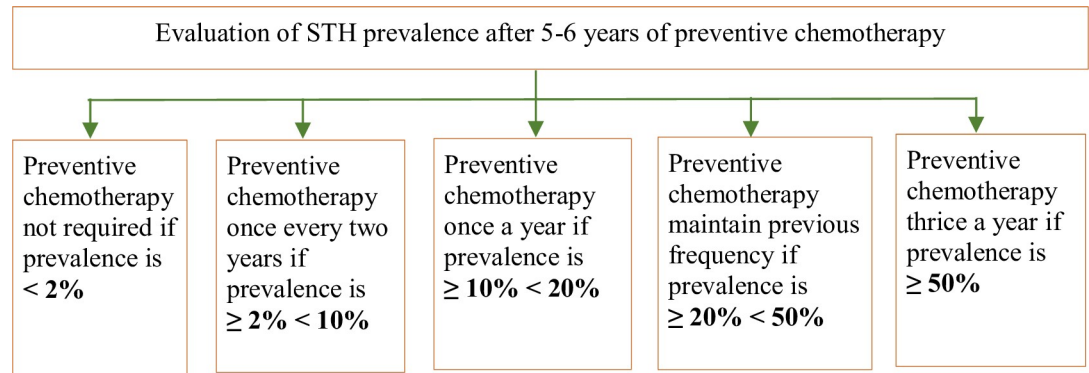 Evaluation of STH prevalence after 5-6 years of preventive chemotherapy
Preventive
chemotherapy
not required if
prevalence is
< 2%
Preventive
chemotherapy
once every two
years if
prevalence is
≥ 2% < 10%
Preventive
chemotherapy
once a year if
prevalence is
≥ 10% < 20%
Preventive
chemotherapy
maintain previous
frequency if
prevalence is
≥ 20% < 50%
Preventive
chemotherapy
thrice a year if
prevalence is
≥ 50%